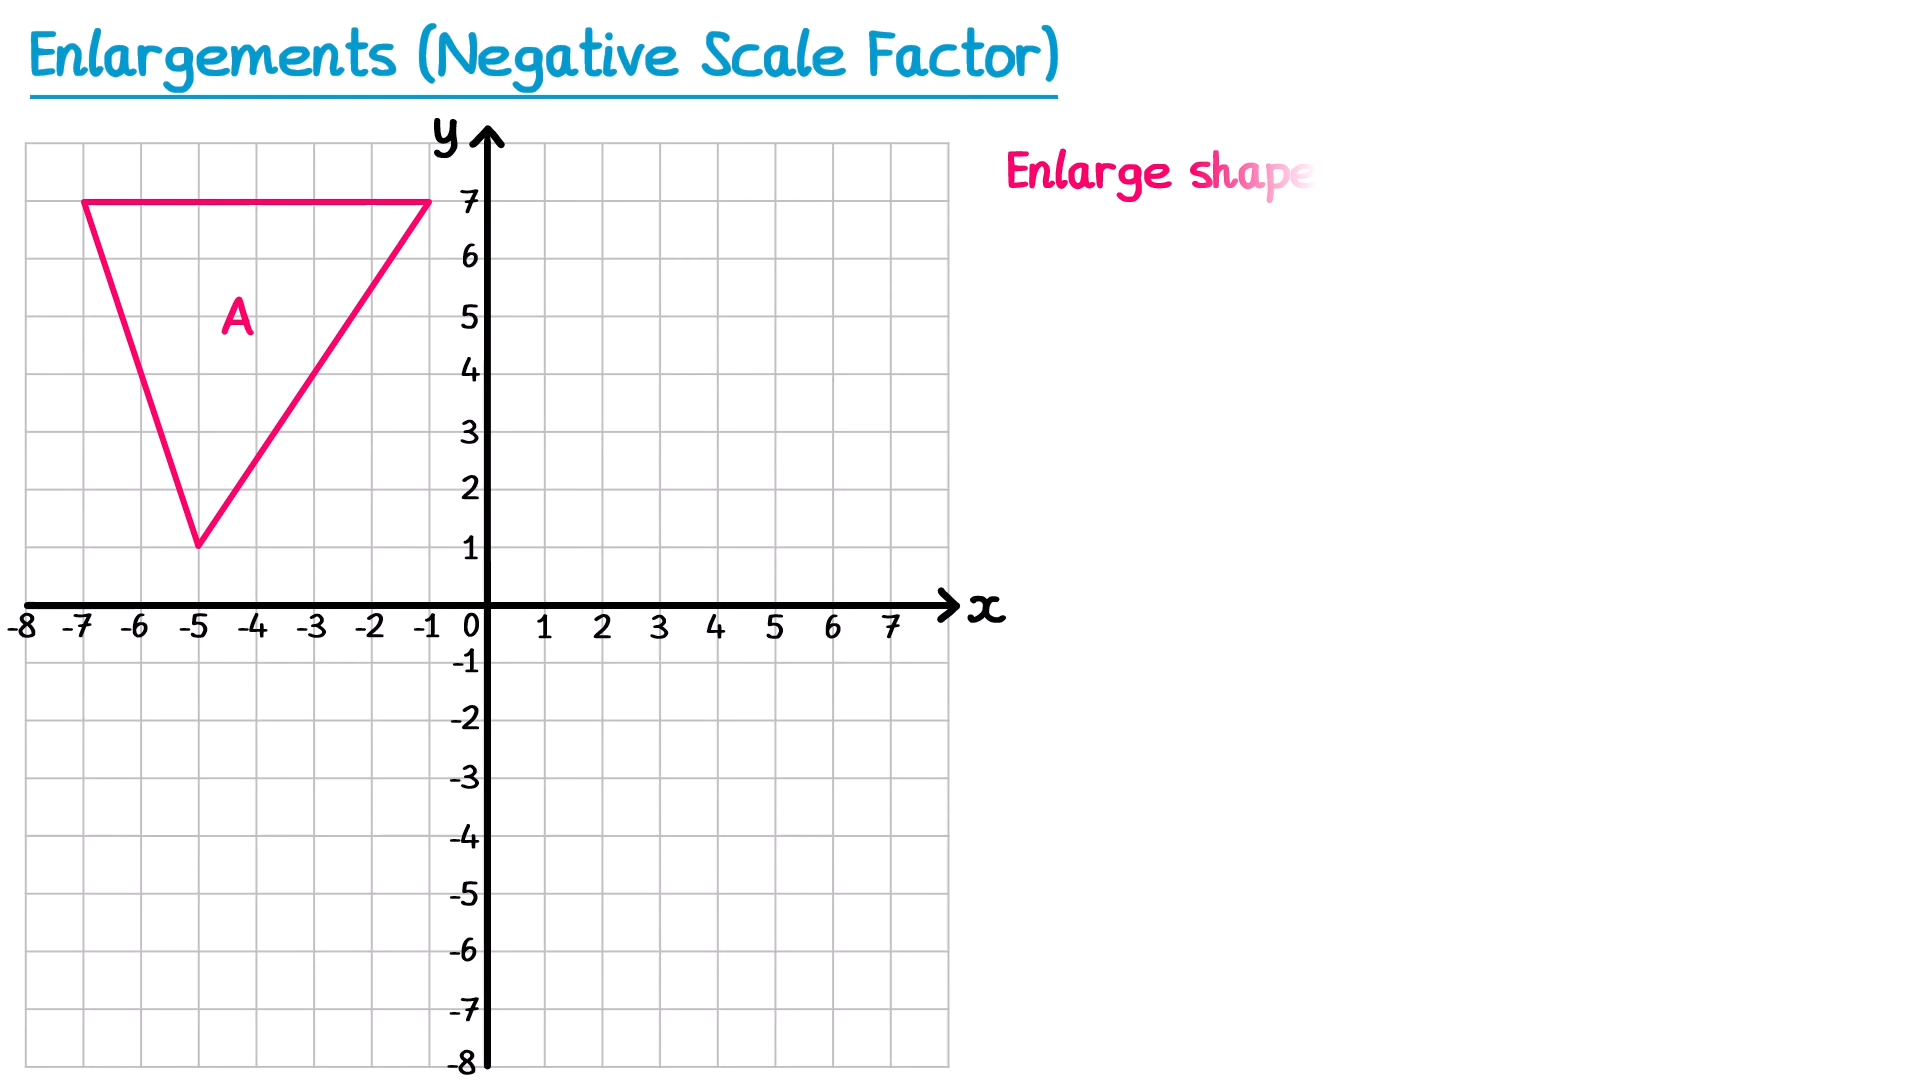 Enlargements (Negative Scale Factor)
y
Enlarge shape
7
6
A
5
4
3
2
1
x
-8 -7 -6 -5 -4 -3 -2 -1 0 1 2 3 4 5 6 7
-1
-2
-3
-4
-5
-6
-7
-8